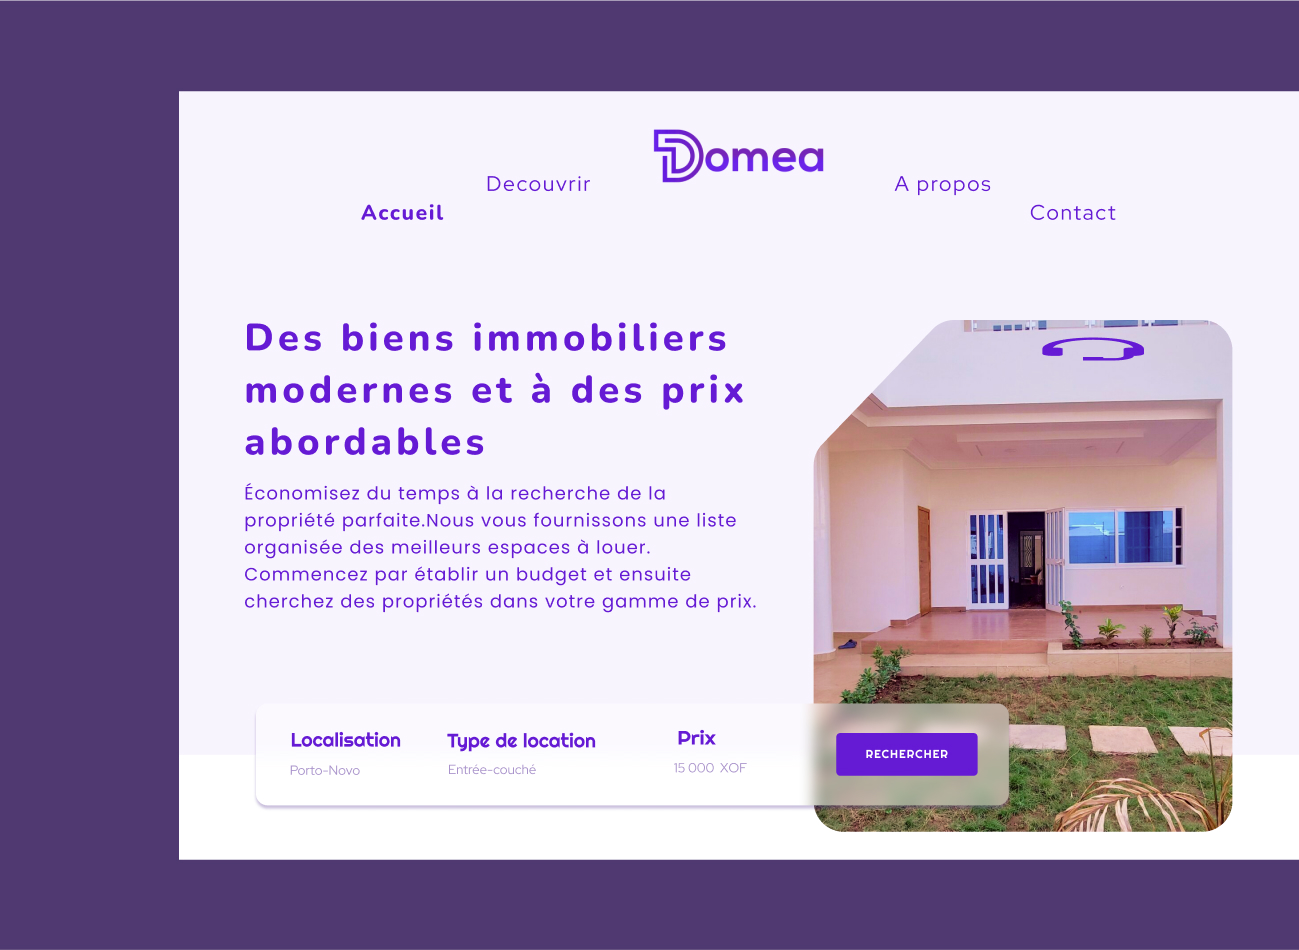 Domea
Decouvrir
A propos
Accueil
Contact
Des biens immobiliers
modernes et à des prix
abordables
Économisez du temps à la recherche de la
propriété parfaite.Nous vous fournissons une liste
organisée des meilleurs espaces à louer.
Commencez par établir un budget et ensuite
cherchez des propriétés dans votre gamme de prix.
Localisation
Type de location
Prix
Porto-Novo
Entrée-couché
15 000 XOF
RECHERCHER